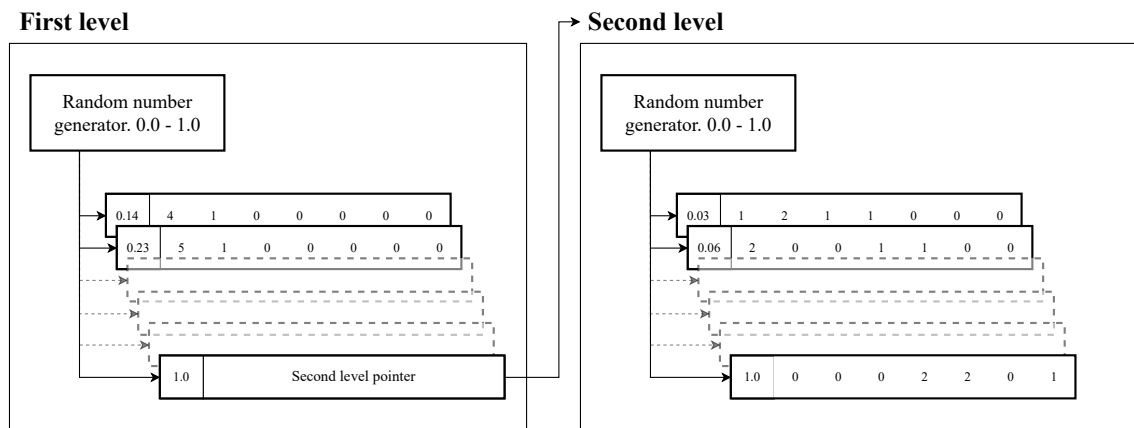 First level
Random number
generator. 0.0 - 1.0
0.14 4 1 0 0 0 0 0
0.23 5 1 0 0 0 0 0
1.0 Second level pointer
Second level
Random number
generator. 0.0 - 1.0
0.03 1 2 1 1 0 0 0
0.06 2 0 0 1 1 0 0
1.0 0 0 0 2 2 0 1